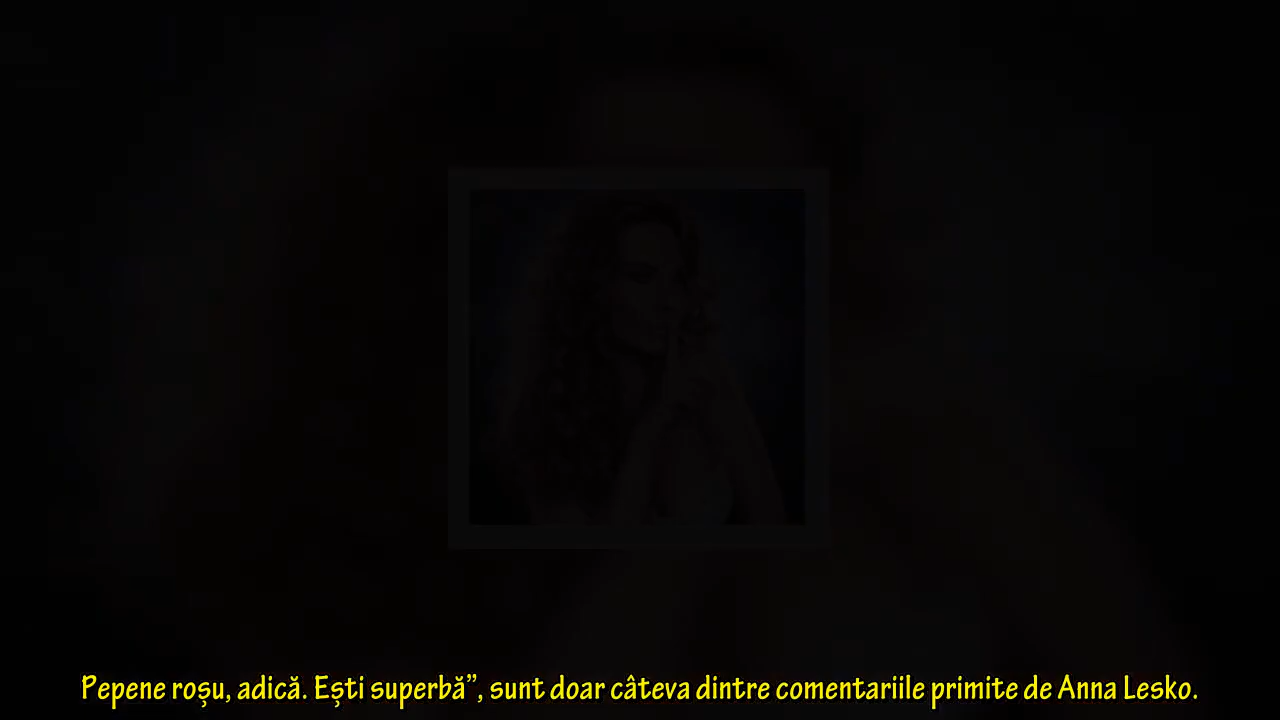 Pepene roșu, adică. Ești superbă”, sunt doar câteva dintre comentariile primite de Anna Lesko.